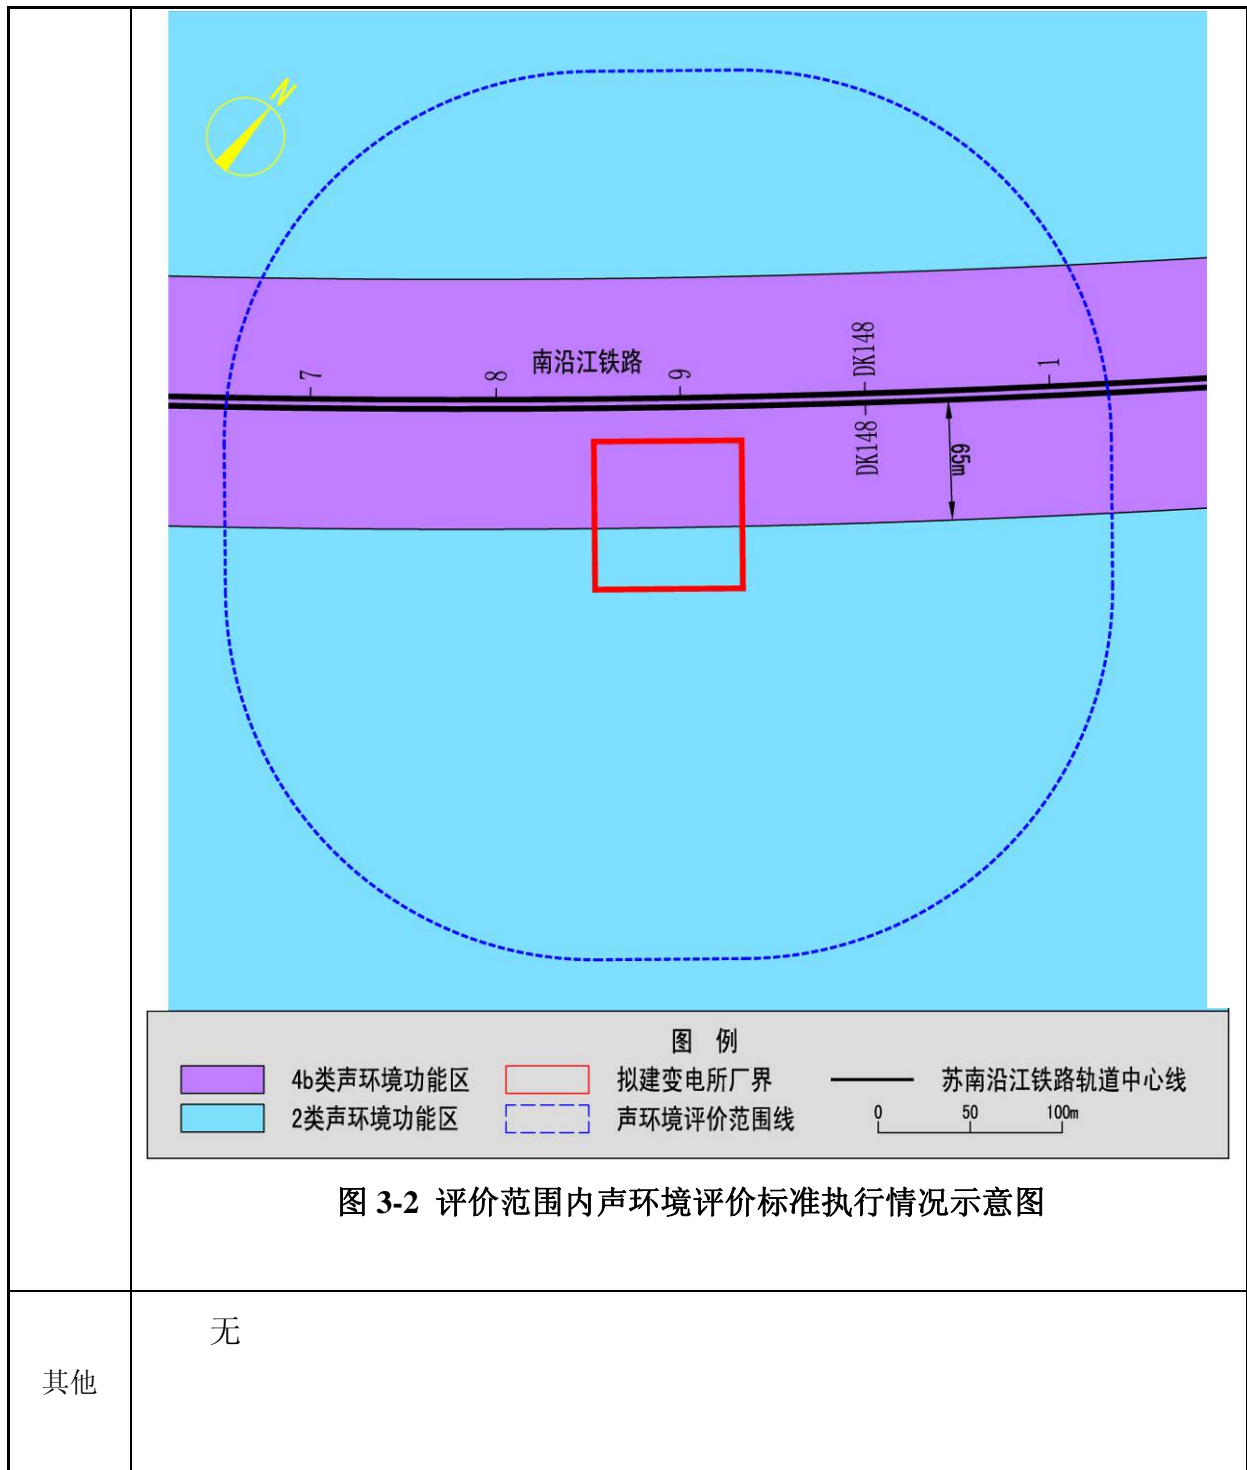 N
南沿江铁路
7
8
9
DK148
1
DK148
65m
图 例
4b类声环境功能区
拟建变电所厂界
苏南沿江铁路轨道中心线
2类声环境功能区
声环境评价范围线
0 50 100m
图 3-2 评价范围内声环境评价标准执行情况示意图
其他
无